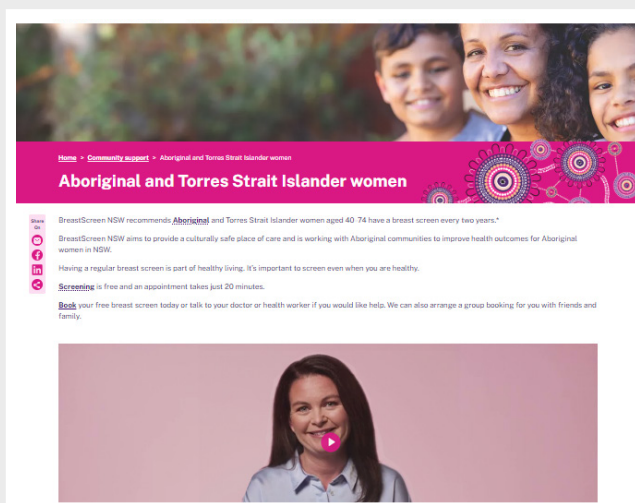 Home > Community support > Aboriginal and Torres Strait Islander women
Aboriginal and Torres Strait Islander women
Share
On
BreastScreen NSW recommends Aboriginal and Torres Strait Islander women aged 40 74 have a breast screen every two years.*
BreastScreen NSW aims to provide a culturally safe place of care and is working with Aboriginal communities to improve health outcomes for Aboriginal
women in NSW.
Having a regular breast screen is part of healthy living. It's important to screen even when you are healthy.
Screening is free and an appointment takes just 20 minutes.
Book your free breast screen today or talk to your doctor or health worker if you would like help. We can also arrange a group booking for you with friends and
family.